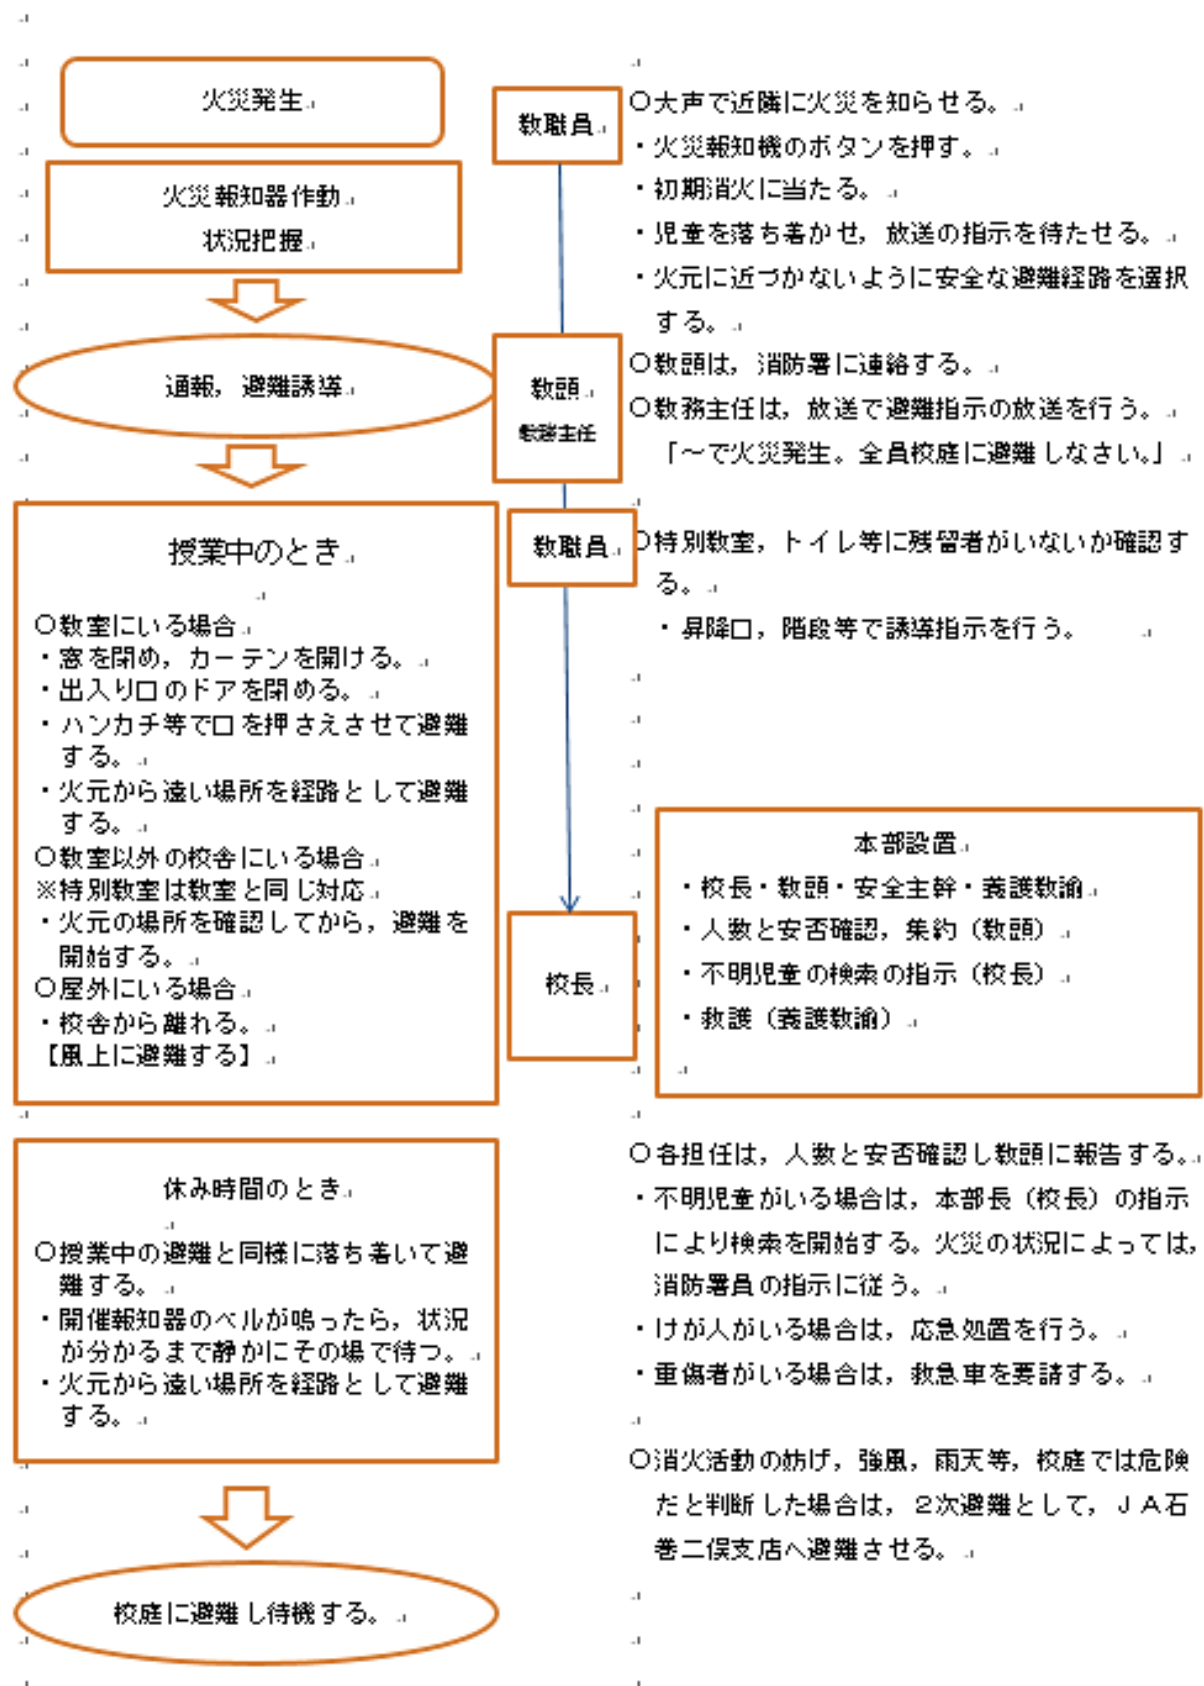 火災発生
火災報知器作動
状況把握
通報，避難誘導
授業中のとき
〇教室にいる場合
・窓を閉め，カーテンを開ける。
・出入り口のドアを閉める。
・ハンカチ等で口を押さえさせて避難
する。
・火元から遠い場所を経路として避難
する。
〇教室以外の校舎にいる場合
※特別教室は教室と同じ対応
・火元の場所を確認してから，避難を
開始する。
〇屋外にいる場合
・校舎から離れる。
【風上に避難する】
休み時間のとき
〇授業中の避難と同様に落ち着いて避
難する。
・開催報知器のベルが鳴ったら，状況
が分かるまで静かにその場で待つ。
・火元から遠い場所を経路として避難
する。
校庭に避難し待機する。
教職員
教頭
教務主任
教職員
校長
〇大声で近隣に火災を知らせる。
・火災報知機のボタンを押す。
・初期消火に当たる。
・児童を落ち着かせ，放送の指示を待たせる。
・火元に近づかないように安全な避難経路を選択
する。
〇教頭は，消防署に連絡する。
〇教務主任は，放送で避難指示の放送を行う。
「～で火災発生。全員校庭に避難しなさい。」
〇特別教室，トイレ等に残留者がいないか確認す
る。
・昇降口，階段等で誘導指示を行う。
本部設置
・校長・教頭・安全主幹・養護教諭
・人数と安否確認，集約（教頭）
・不明児童の検索の指示（校長）
・救護（養護教諭）
〇各担任は，人数と安否確認し教頭に報告する。
・不明児童がいる場合は，本部長（校長）の指示
により検索を開始する。火災の状況によっては，
消防署員の指示に従う。
・けが人がいる場合は，応急処置を行う。
・重傷者がいる場合は，救急車を要請する。
〇消火活動の妨げ，強風，雨天等，校庭では危険
だと判断した場合は，２次避難として，ＪＡ石
巻二俣支店へ避難させる。